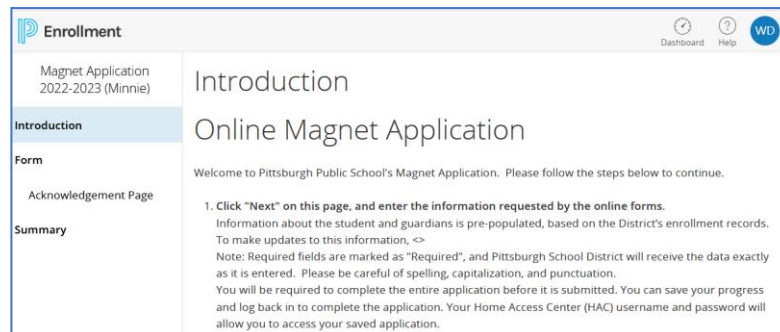 Enrollment
Dashboard
Help
WD
Magnet Application
2022-2023 (Minnie)
Introduction
Form
Acknowledgement Page
Summary
Introduction
Online Magnet Application
Welcome to Pittsburgh Public School's Magnet Application. Please follow the steps below to continue.
1. Click "Next" on this page, and enter the information requested by the online forms.
Information about the student and guardians is pre-populated, based on the District's enrollment records.
To make updates to this information, <>
Note: Required fields are marked as "Required", and Pittsburgh School District will receive the data exactly
as it is entered. Please be careful of spelling, capitalization, and punctuation.
You will be required to complete the entire application before it is submitted. You can save your progress
and log back in to complete the application. Your Home Access Center (HAC) username and password will
allow you to access your saved application.